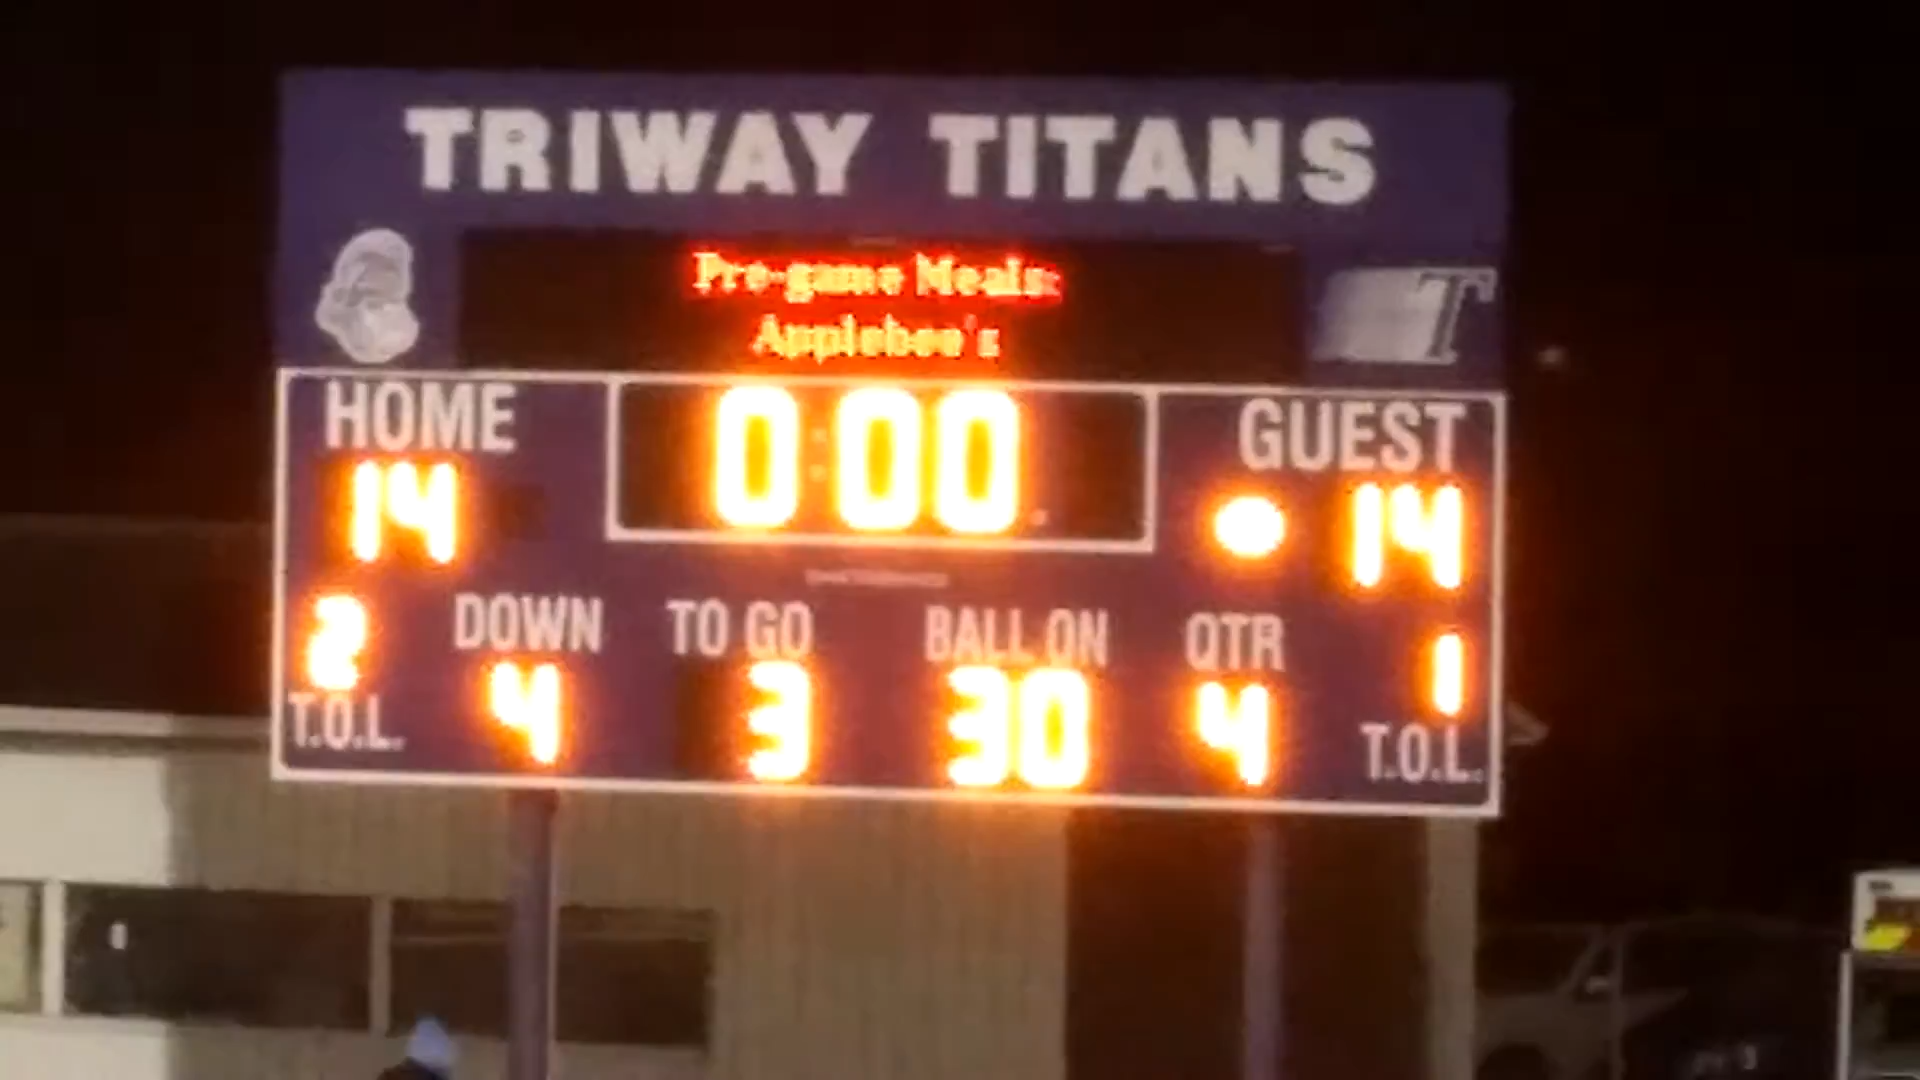 TRIWAY TITANS
Pre-game Meals:
Applebee's
T
HOME 0:00 GUEST
14 14
2 DOWN TO GO BALL ON QTR 1
T.O.L. 4 3 30 4 T.O.L.